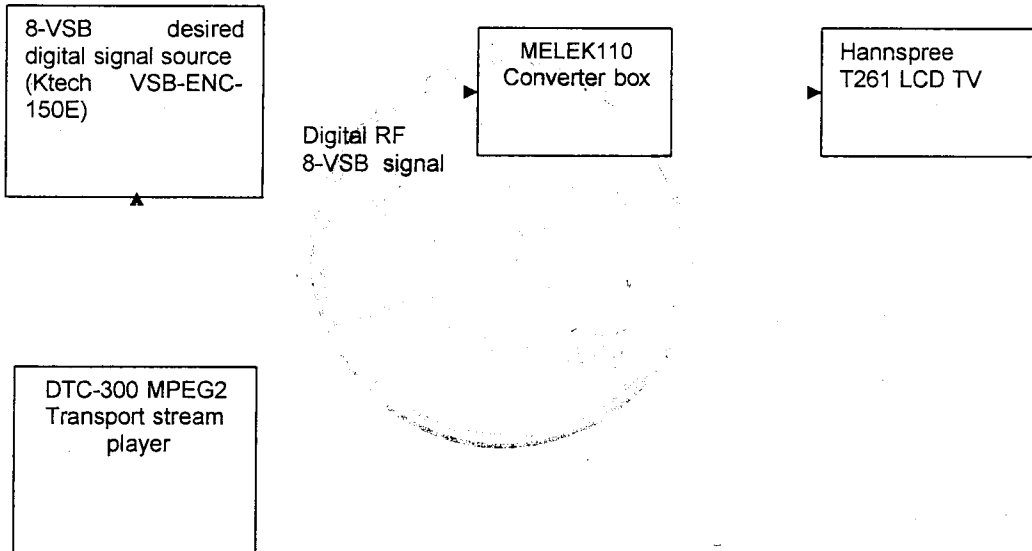 8-VSB desired
digital signal source
(Ktech VSB-ENC-
150E)
Digital RF
8-VSB signal
MELEK110
Converter box
Hannspree
T261 LCD TV
DTC-300 MPEG2
Transport stream
player